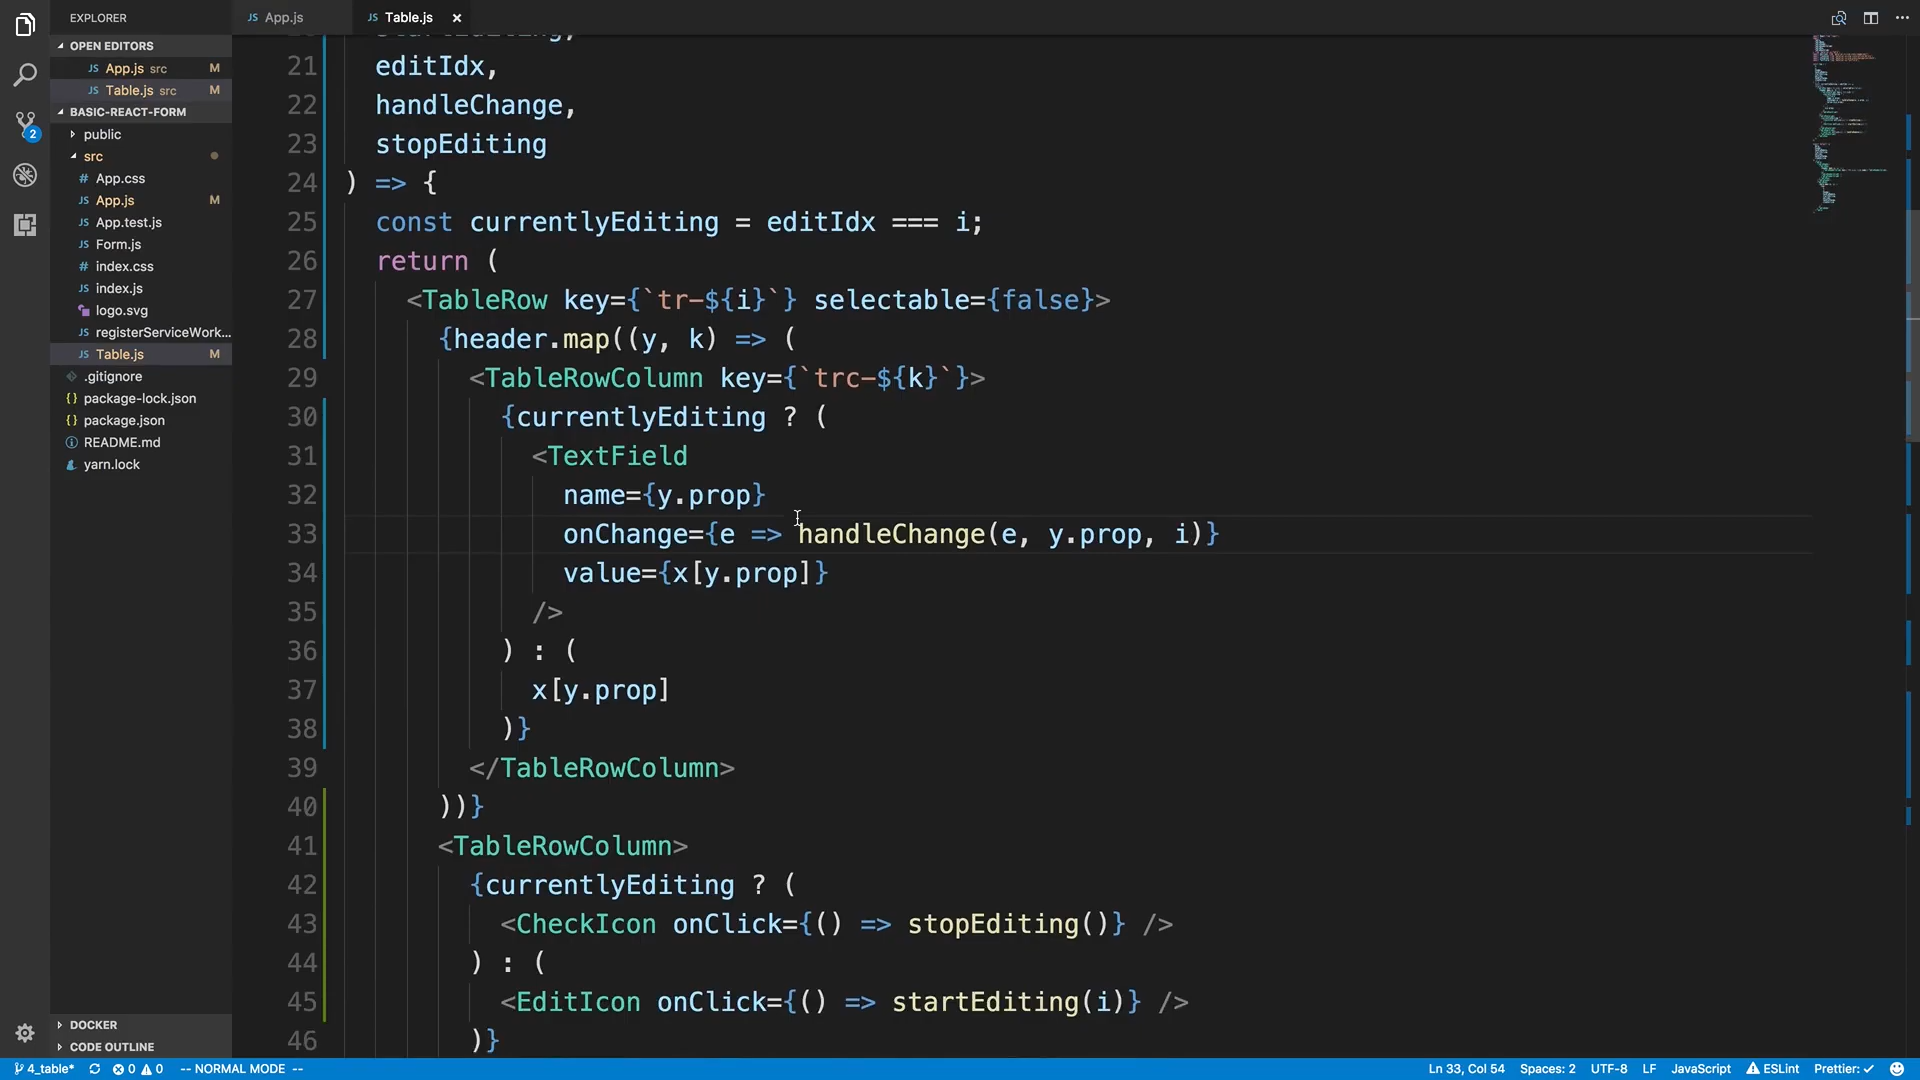 EXPLORER
JS App.js
JS Table.js ×
OPEN EDITORS
JS App.js src M
JS Table.js src M
BASIC-REACT-FORM
public
src
# App.css
JS App.js M
JS App.test.js
JS Form.js
# index.css
JS index.js
logo.svg
JS registerServiceWork...
JS Table.js M
.gitignore
{} package-lock.json
{} package.json
README.md
yarn.lock
DOCKER
CODE OUTLINE
2
21 editIdx,
22 handleChange,
23 stopEditing
24 ) => {
25 const currentlyEditing = editIdx === i;
26 return (
27 <TableRow key={`tr-${i}`} selectable={false}>
28 {header.map((y, k) => (
29 <TableRowColumn key={`trc-${k}`}>
30 {currentlyEditing ? (
31 <TextField
32 name={y.prop}
33 onChange={e => handleChange(e, y.prop, i)}
34 value={x[y.prop]}
35 />
36 ) : (
37 x[y.prop]
38 )}
39 </TableRowColumn>
40 ))}
41 <TableRowColumn>
42 {currentlyEditing ? (
43 <CheckIcon onClick={() => stopEditing()} />
44 ) : (
45 <EditIcon onClick={() => startEditing(i)} />
46 )}
4_table* 0 0 -- NORMAL MODE -- Ln 33, Col 54 Spaces: 2 UTF-8 LF JavaScript ESLint Prettier: ✓